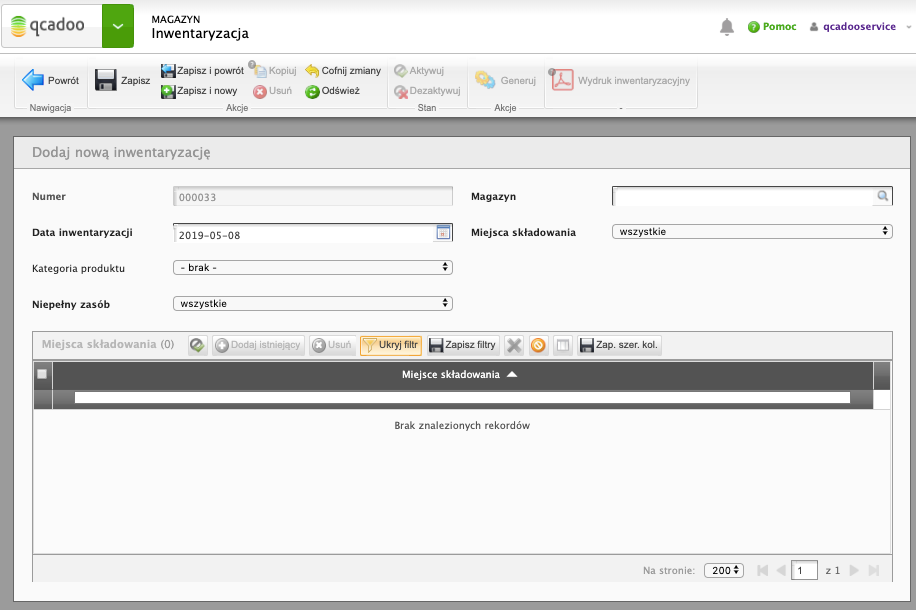 qcadoo
MAGAZYN
Inwentaryzacja
Pomoc
qcadooservice
Powrót
Nawigacja
Zapisz
Zapisz i powrót
Kopiuj
Cofnij zmiany
Zapisz i nowy
Usuń
Odśwież
Akcje
Aktywuj
Dezaktywuj
Stan
Generuj
Akcje
Wydruk inwentaryzacyjny
-
Dodaj nową inwentaryzację
Numer
000033
Magazyn
Data inwentaryzacji
2019-05-08
Miejsca składowania
wszystkie
Kategoria produktu
- brak -
Niepełny zasób
wszystkie
Miejsca składowania (0)
Dodaj istniejący
Usuń
Ukryj filtr
Zapisz filtry
Zap. szer. kol.
Miejsce składowania
Brak znalezionych rekordów
Na stronie:
200
1
z 1